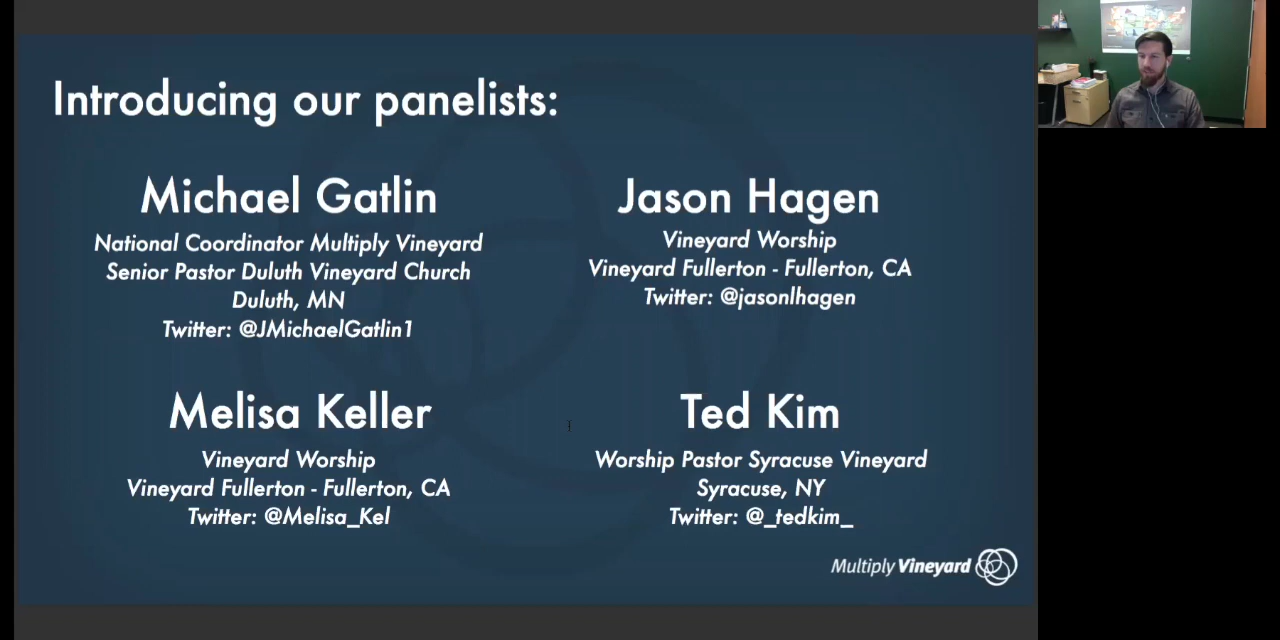 Introducing our panelists:
Michael Gatlin
National Coordinator Multiply Vineyard
Senior Pastor Duluth Vineyard Church
Duluth, MN
Twitter: @JMichaelGatlin1
Jason Hagen
Vineyard Worship
Vineyard Fullerton - Fullerton, CA
Twitter: @jasonlhagen
Melisa Keller
Vineyard Worship
Vineyard Fullerton - Fullerton, CA
Twitter: @Melisa_Kel
Ted Kim
Worship Pastor Syracuse Vineyard
Syracuse, NY
Twitter: @_tedkim_
Multiply Vineyard